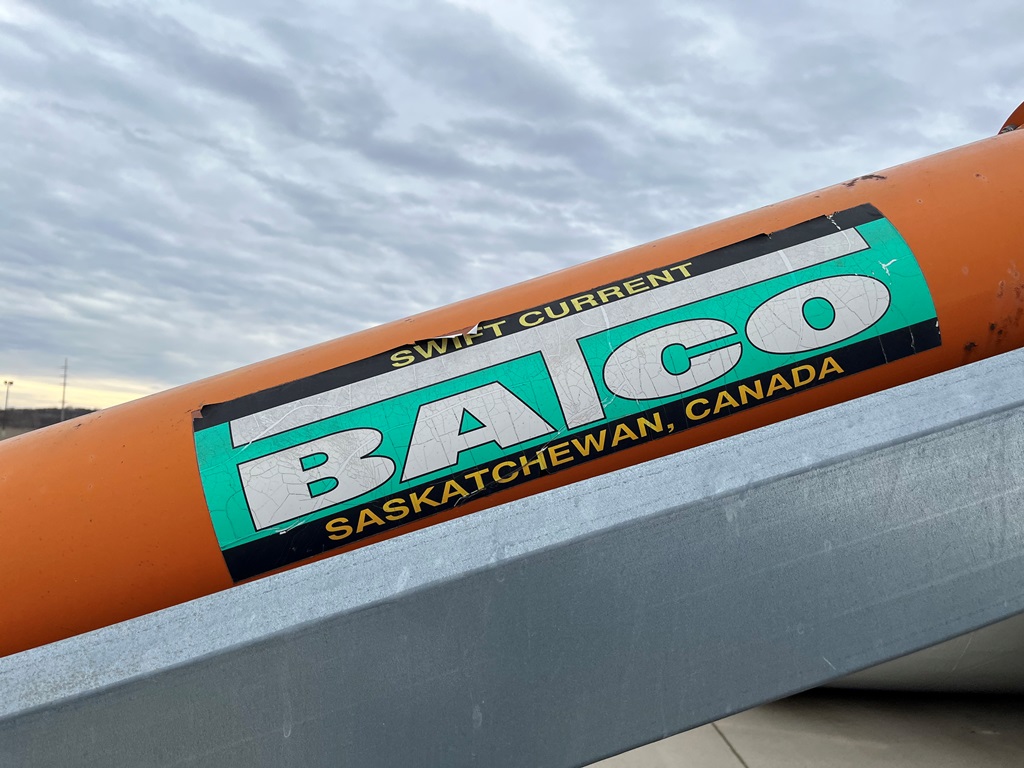 SWIFT CURRENT
BATCO
SASKATCHEWAN, CANADA